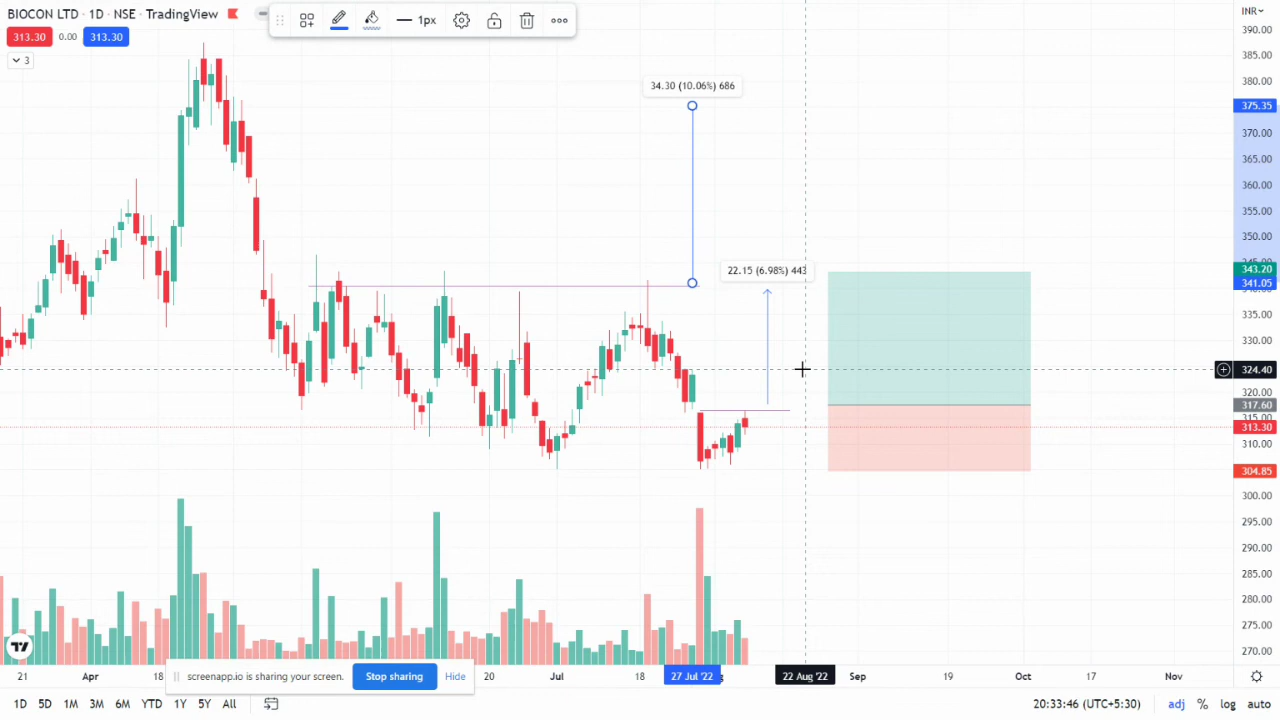 BIOCON LTD · 1D · NSE · TradingView
1px
313.30 0.00 313.30
3
INR
390.00
385.00
380.00
375.35
370.00
365.00
360.00
355.00
350.00
343.20
341.05
335.00
330.00
324.40
320.00
317.60
313.30
310.00
304.85
300.00
295.00
290.00
285.00
280.00
275.00
270.00
34.30 (10.06%) 686
22.15 (6.98%) 443
21 Apr 18 20 Jul 18 27 Jul '22 22 Aug '22 Sep 19 Oct 17 Nov
screenapp.io is sharing your screen. Stop sharing Hide
1D 5D 1M 3M 6M YTD 1Y 5Y All
20:33:46 (UTC+5:30) adj % log auto